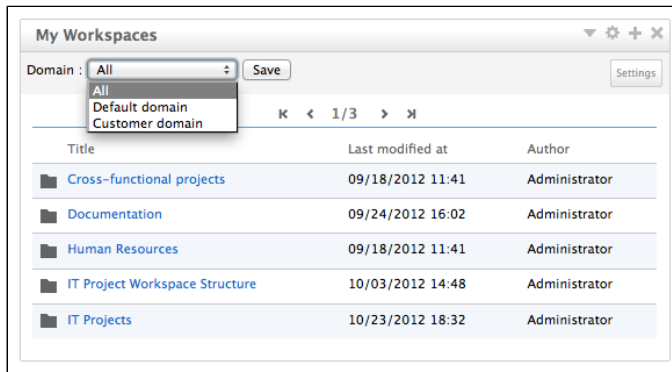 My Workspaces
Domain : All Save Settings
All
Default domain
Customer domain
1/3
Title Last modified at Author
Cross-functional projects 09/18/2012 11:41 Administrator
Documentation 09/24/2012 16:02 Administrator
Human Resources 09/18/2012 11:41 Administrator
IT Project Workspace Structure 10/03/2012 14:48 Administrator
IT Projects 10/23/2012 18:32 Administrator